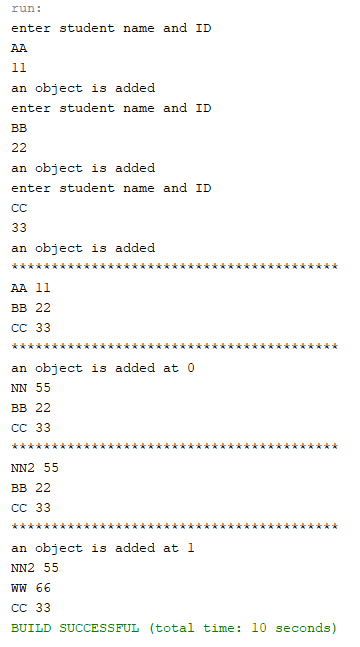 run:
enter student name and ID
AA
11
an object is added
enter student name and ID
BB
22
an object is added
enter student name and ID
CC
33
an object is added
*****************************************
AA 11
BB 22
CC 33
*****************************************
an object is added at 0
NN 55
BB 22
CC 33
*****************************************
NN2 55
BB 22
CC 33
*****************************************
an object is added at 1
NN2 55
WW 66
CC 33
BUILD SUCCESSFUL (total time: 10 seconds)